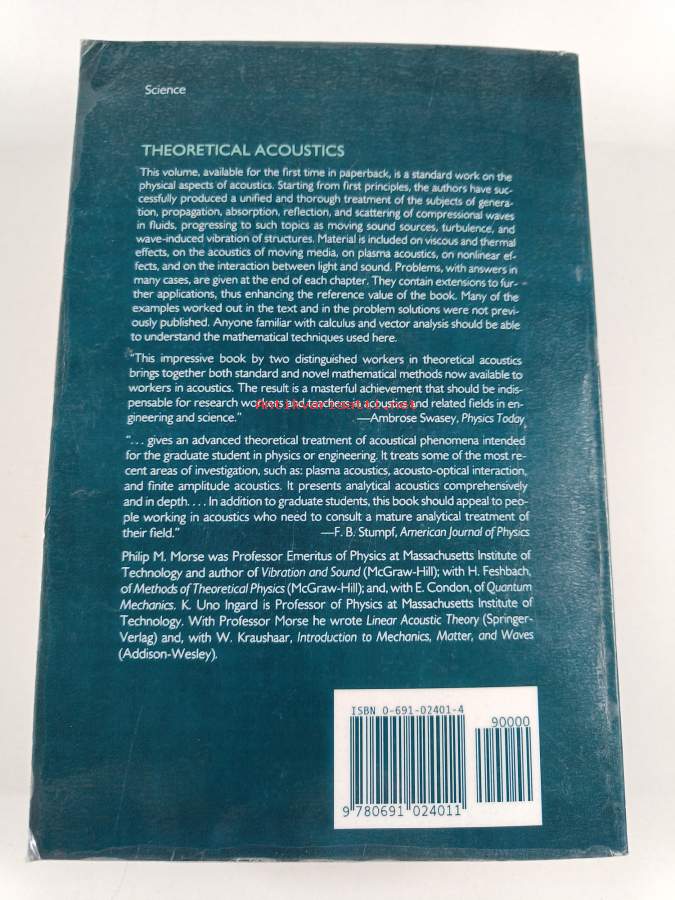 Science
THEORETICAL ACOUSTICS
This volume, available for the first time in paperback, is a standard work on the
physical aspects of acoustics. Starting from first principles, the authors have suc-
cessfully produced a unified and thorough treatment of the subjects of genera-
tion, propagation, absorption, reflection, and scattering of compressional waves
in fluids, progressing to such topics as moving sound sources, turbulence, and
wave-induced vibration of structures. Material is included on viscous and thermal
effects, on the acoustics of moving media, on plasma acoustics, on nonlinear ef-
fects, and on the interaction between light and sound. Problems, with answers in
many cases, are given at the end of each chapter. They contain extensions to fur-
ther applications, thus enhancing the reference value of the book. Many of the
examples worked out in the text and in the problem solutions were not previ-
ously published. Anyone familiar with calculus and vector analysis should be able
to understand the mathematical techniques used here.
"This impressive book by two distinguished workers in theoretical acoustics
brings together both standard and novel mathematical methods now available to
workers in acoustics. The result is a masterful achievement that should be indis-
pensable for research workers and teachers in acoustics and related fields in en-
gineering and science." —Ambrose Swasey, Physics Today
". . . gives an advanced theoretical treatment of acoustical phenomena intended
for the graduate student in physics or engineering. It treats some of the most re-
cent areas of investigation, such as: plasma acoustics, acousto-optical interaction,
and finite amplitude acoustics. It presents analytical acoustics comprehensively
and in depth. . . . In addition to graduate students, this book should appeal to peo-
ple working in acoustics who need to consult a mature analytical treatment of
their field." —F. B. Stumpf, American Journal of Physics
Philip M. Morse was Professor Emeritus of Physics at Massachusetts Institute of
Technology and author of Vibration and Sound (McGraw-Hill); with H. Feshbach,
of Methods of Theoretical Physics (McGraw-Hill); and, with E. Condon, of Quantum
Mechanics. K. Uno Ingard is Professor of Physics at Massachusetts Institute of
Technology. With Professor Morse he wrote Linear Acoustic Theory (Springer-
Verlag) and, with W. Kraushaar, Introduction to Mechanics, Matter, and Waves
(Addison-Wesley).
ISBN 0-691-02401-4
90000
9 780691 024011